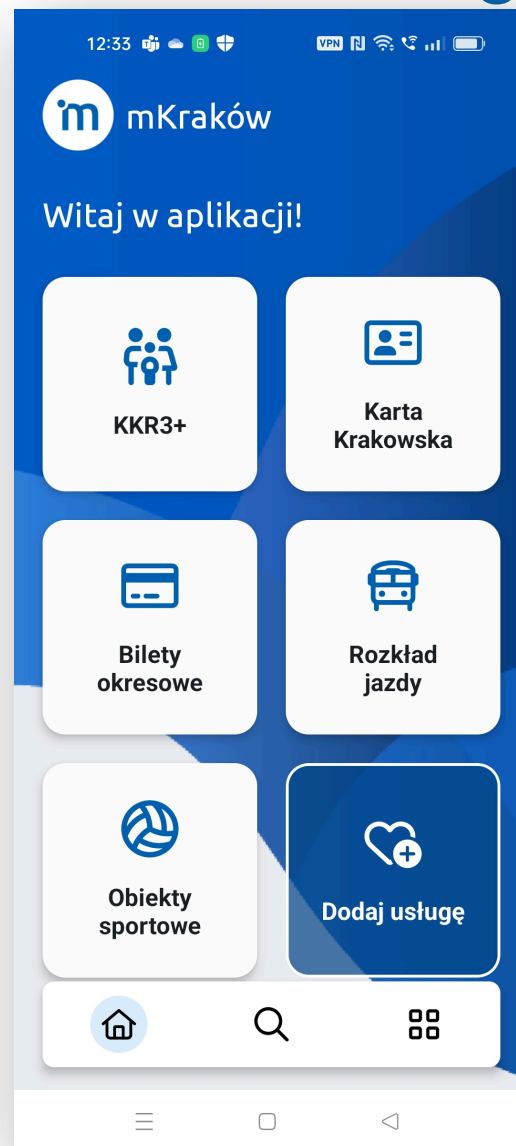 12:33
VPN
m mKraków
Witaj w aplikacji!
KKR3+
Karta
Krakowska
Bilety
okresowe
Rozkład
jazdy
Obiekty
sportowe
Dodaj usługę